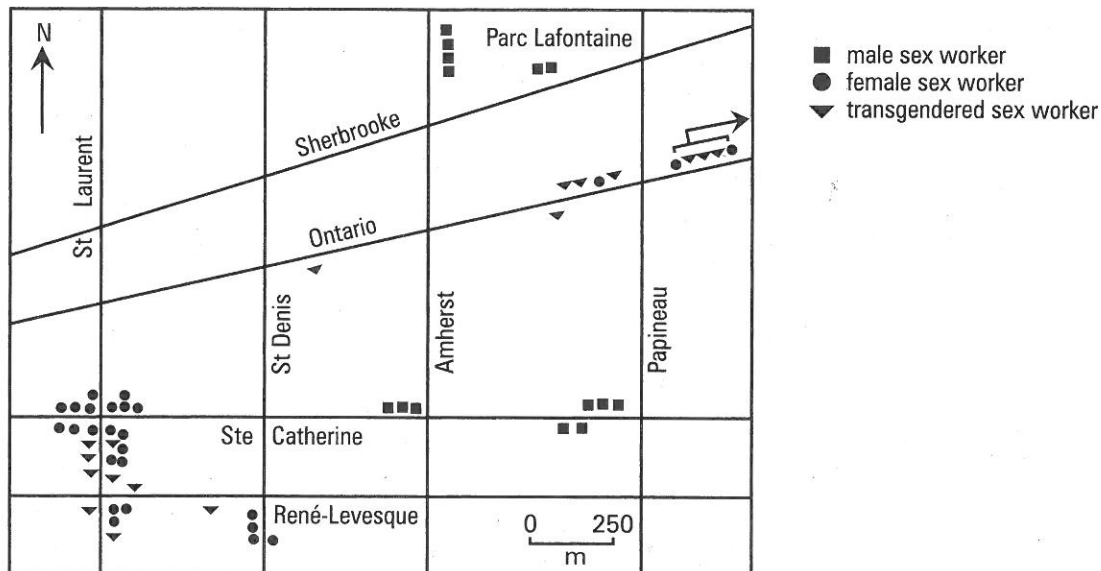 N
Parc Lafontaine
male sex worker
female sex worker
transgendered sex worker
Sherbrooke
St Laurent
Ontario
St Denis
Amherst
Papineau
Ste Catherine
René-Levesque
0 250
m